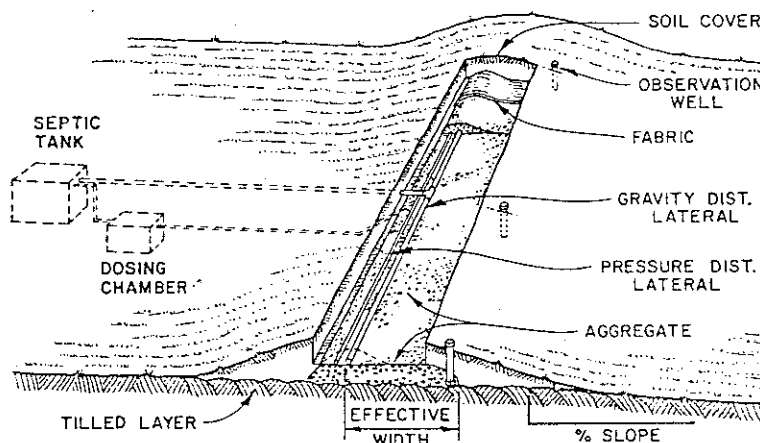 SOIL COVER
OBSERVATION
WELL
FABRIC
SEPTIC
TANK
GRAVITY DIST.
LATERAL
DOSING
CHAMBER
PRESSURE DIST.
LATERAL
AGGREGATE
TILLED LAYER
EFFECTIVE
WIDTH
% SLOPE